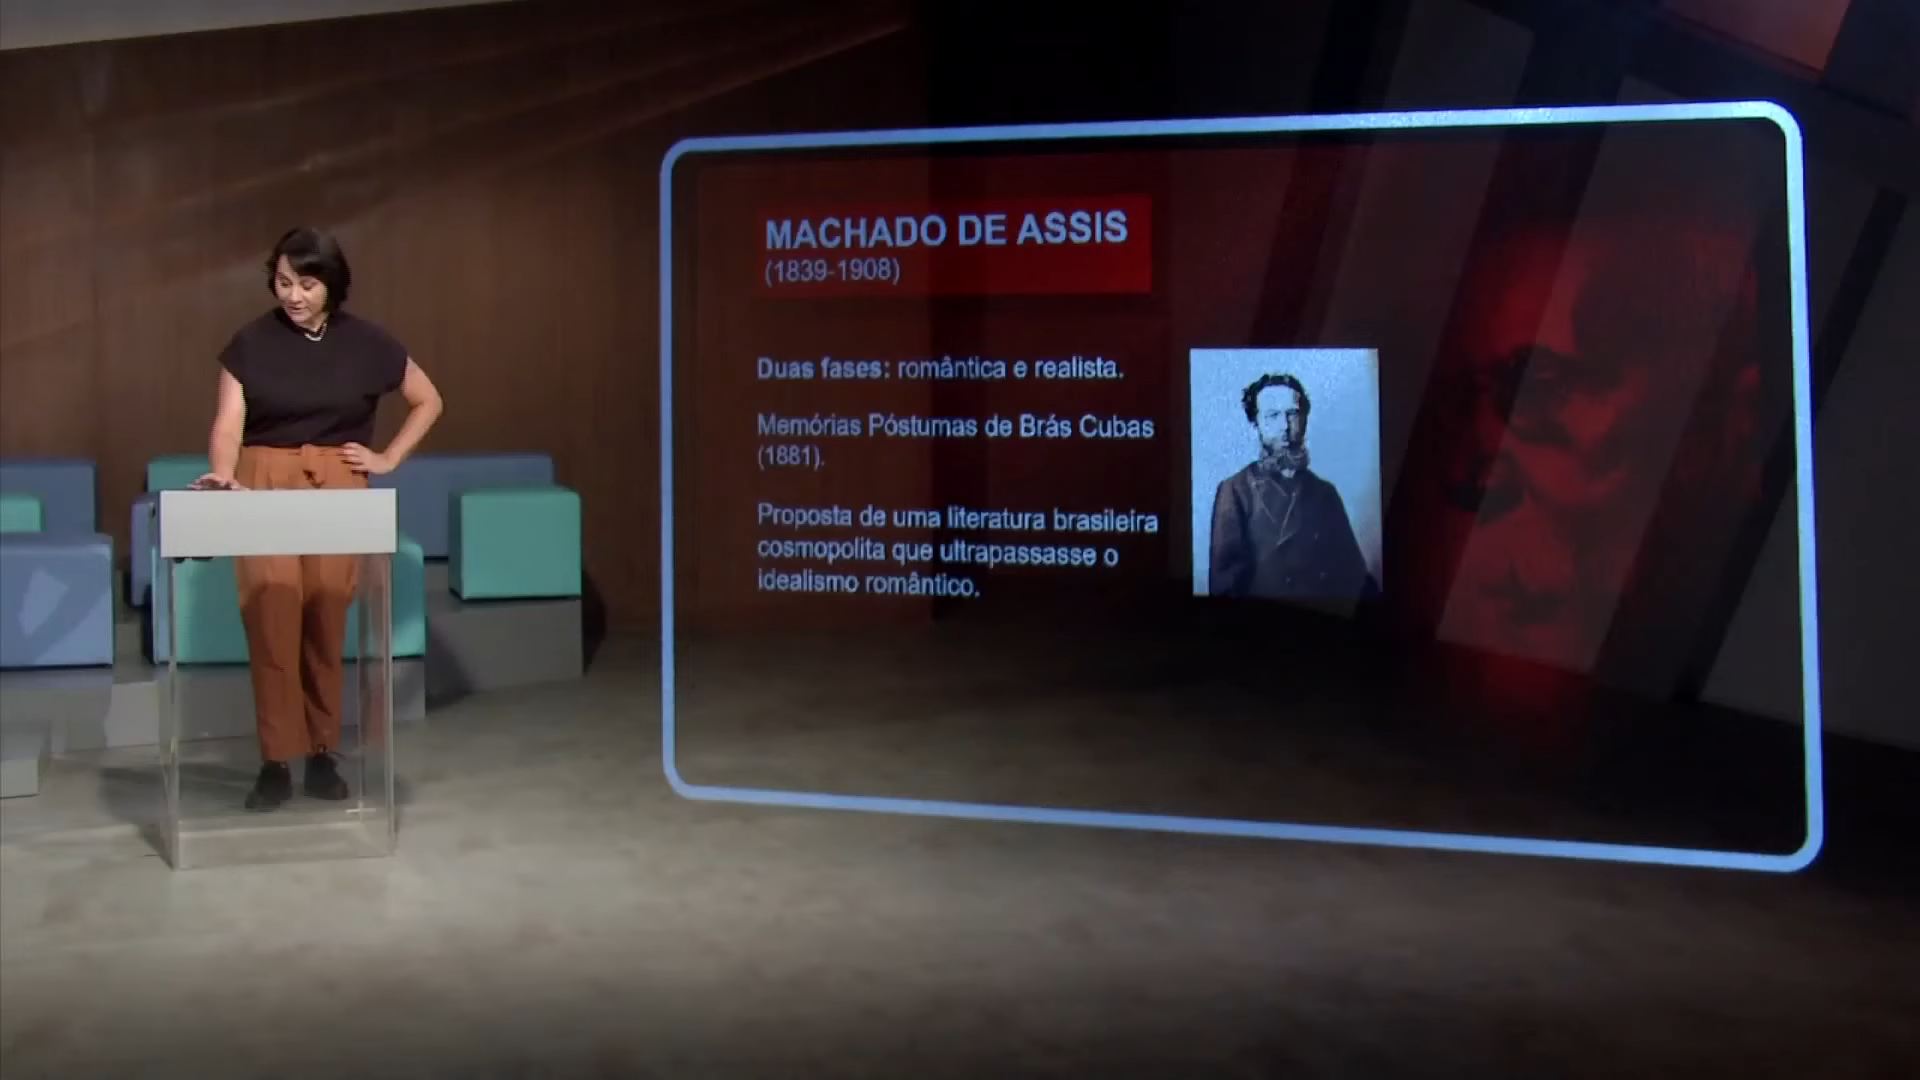 MACHADO DE ASSIS
(1839-1908)
Duas fases: romântica e realista.
Memórias Póstumas de Brás Cubas
(1881).
Proposta de uma literatura brasileira
cosmopolita que ultrapassasse o
idealismo romântico.